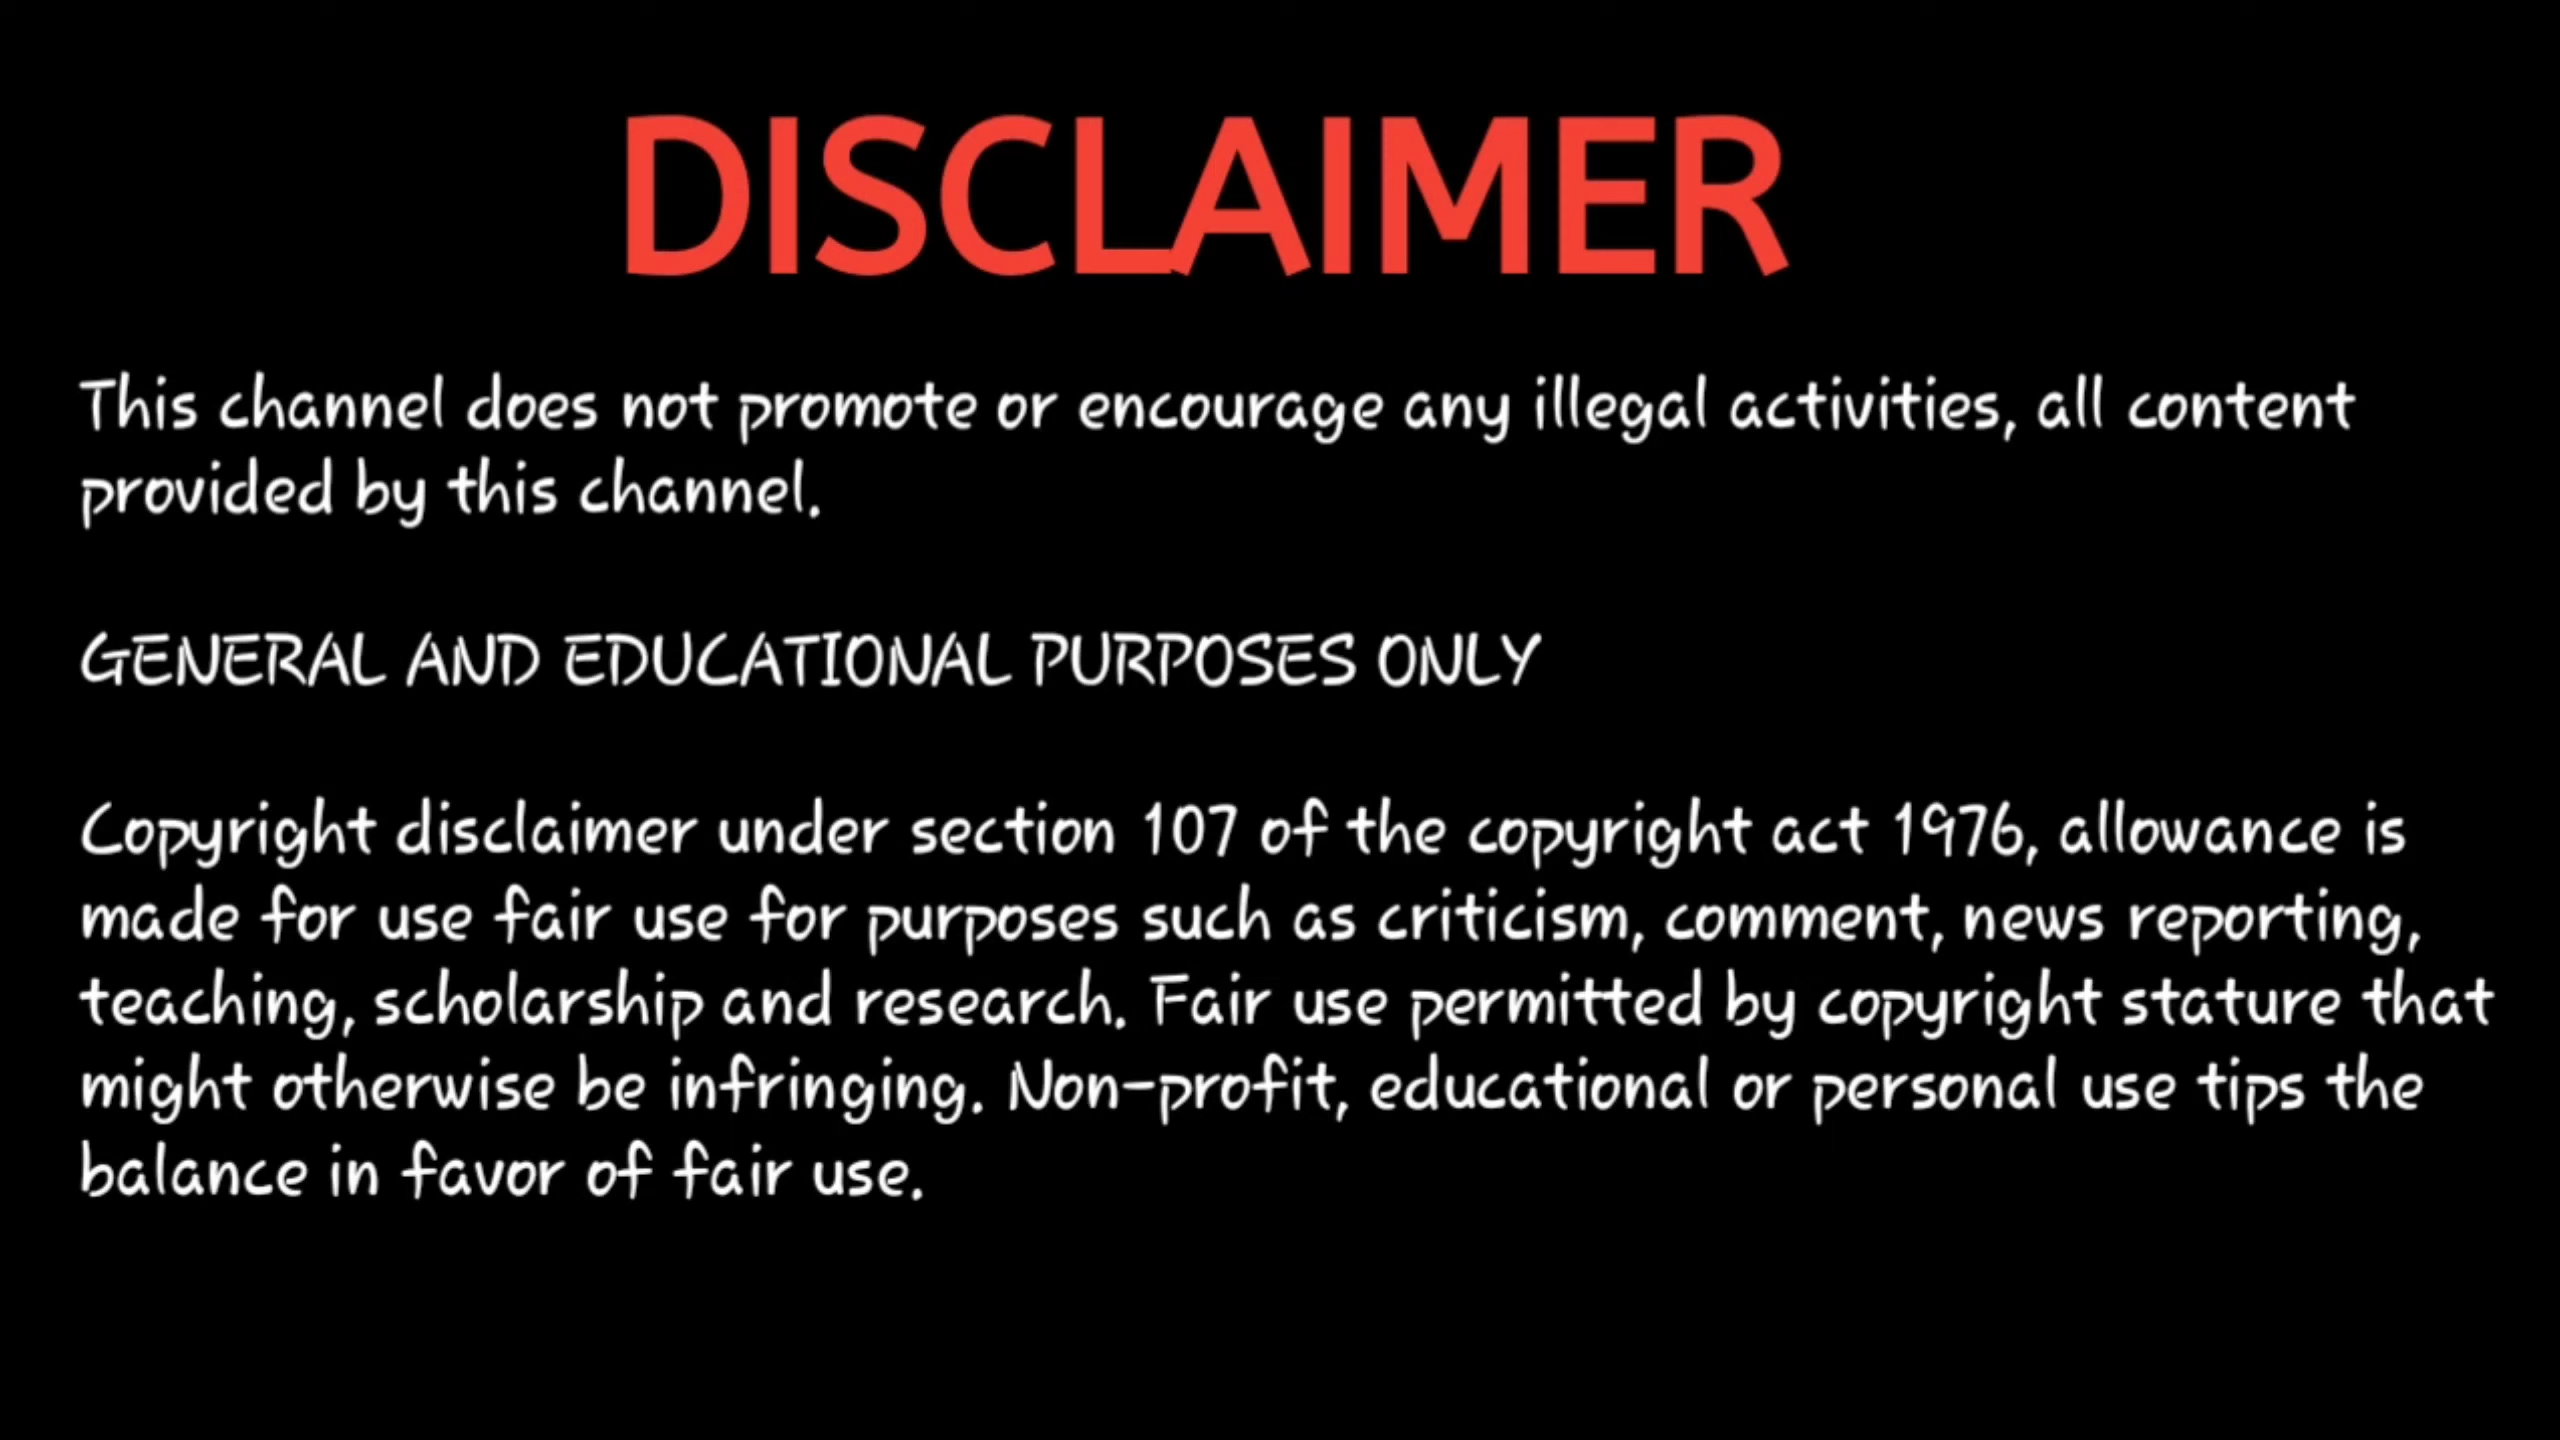 DISCLAIMER
This channel does not promote or encourage any illegal activities, all content
provided by this channel.
GENERAL AND EDUCATIONAL PURPOSES ONLY
Copyright disclaimer under section 107 of the copyright act 1976, allowance is
made for use fair use for purposes such as criticism, comment, news reporting,
teaching, scholarship and research. Fair use permitted by copyright stature that
might otherwise be infringing. Non-profit, educational or personal use tips the
balance in favor of fair use.